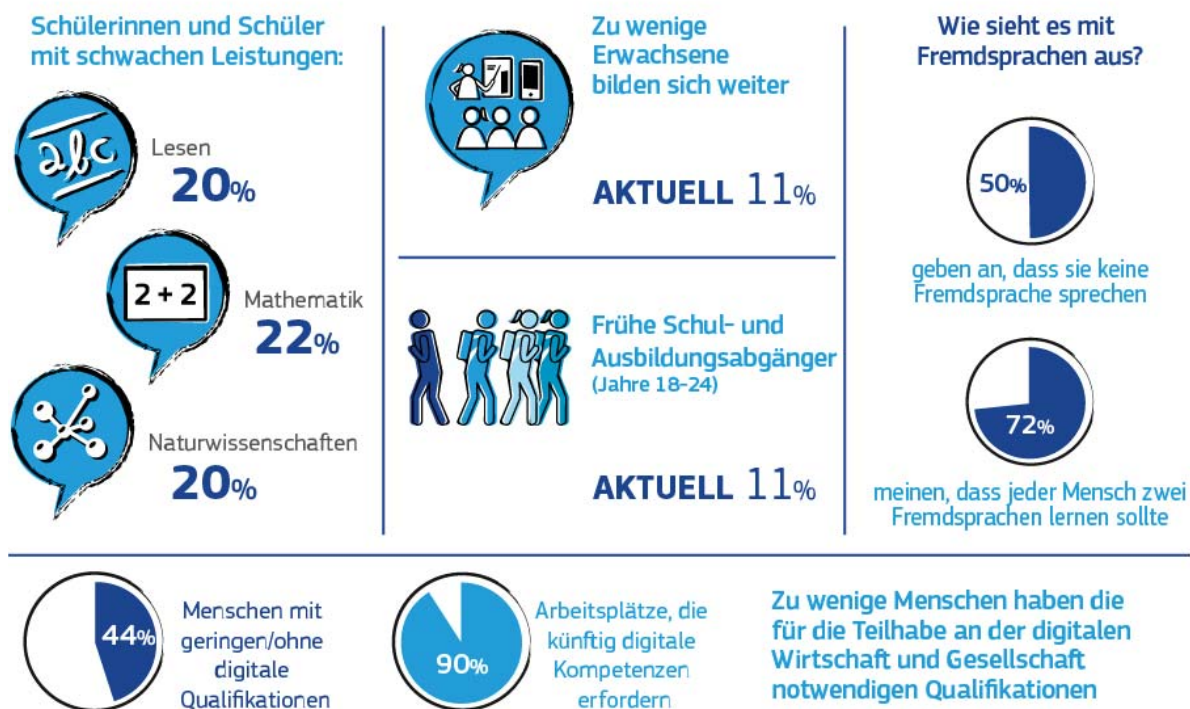 Schülerinnen und Schüler
mit schwachen Leistungen:
abc
Lesen
20%
2 + 2
Mathematik
22%
Naturwissenschaften
20%
Zu wenige
Erwachsene
bilden sich weiter
AKTUELL 11%
Frühe Schul- und
Ausbildungsabgänger
(Jahre 18-24)
AKTUELL 11%
Wie sieht es mit
Fremdsprachen aus?
50%
geben an, dass sie keine
Fremdsprache sprechen
72%
meinen, dass jeder Mensch zwei
Fremdsprachen lernen sollte
44%
Menschen mit
geringen/ohne
digitale
Qualifikationen
90%
Arbeitsplätze, die
künftig digitale
Kompetenzen
erfordern
Zu wenige Menschen haben die
für die Teilhabe an der digitalen
Wirtschaft und Gesellschaft
notwendigen Qualifikationen